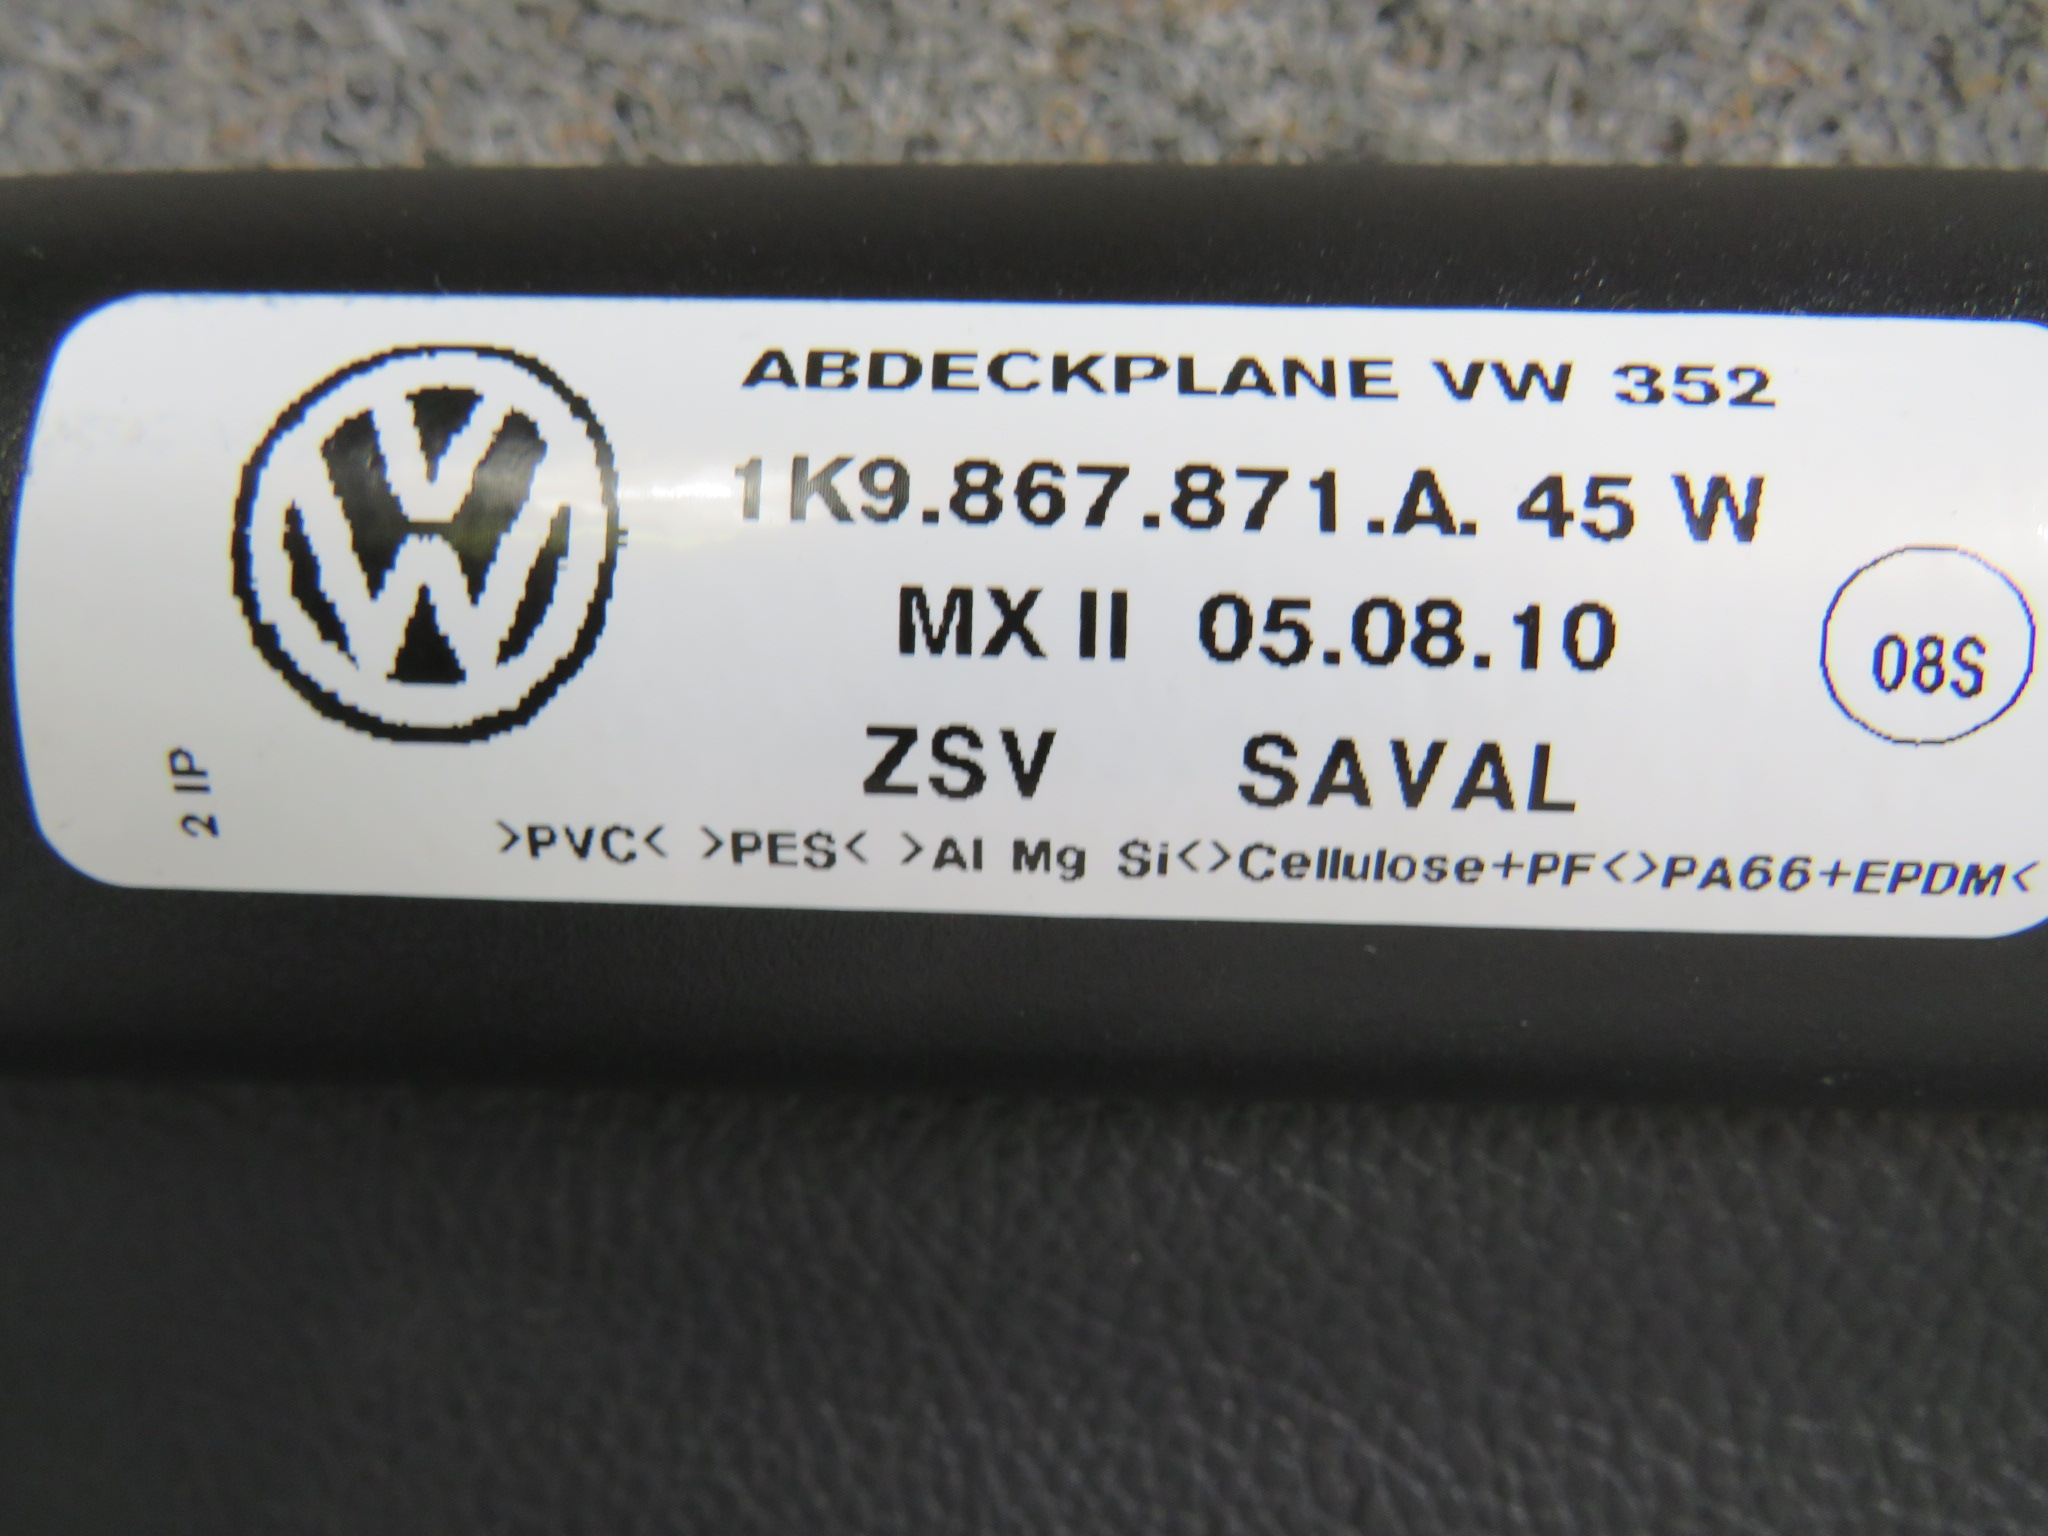 ABDECKPLANE VW 352
1K9.867.871.A. 45 W
MX II 05.08.10
08S
ZSV SAVAL
2 IP
>PVC< >PES< >Al Mg Si<>Cellulose+PF<>PA66+EPDM<